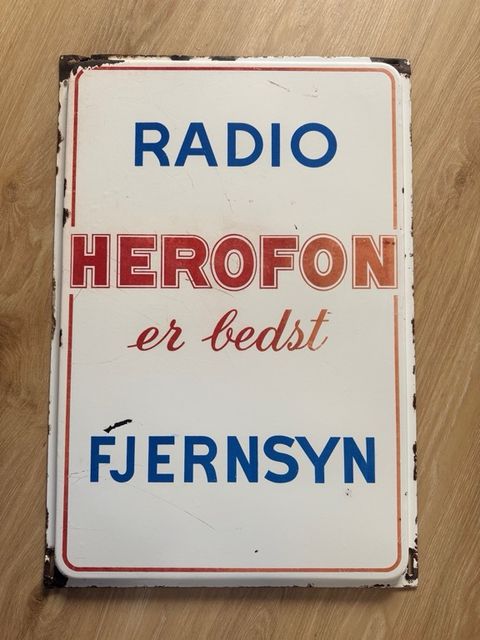 RADIO
HEROFON
er bedst
FJERNSYN